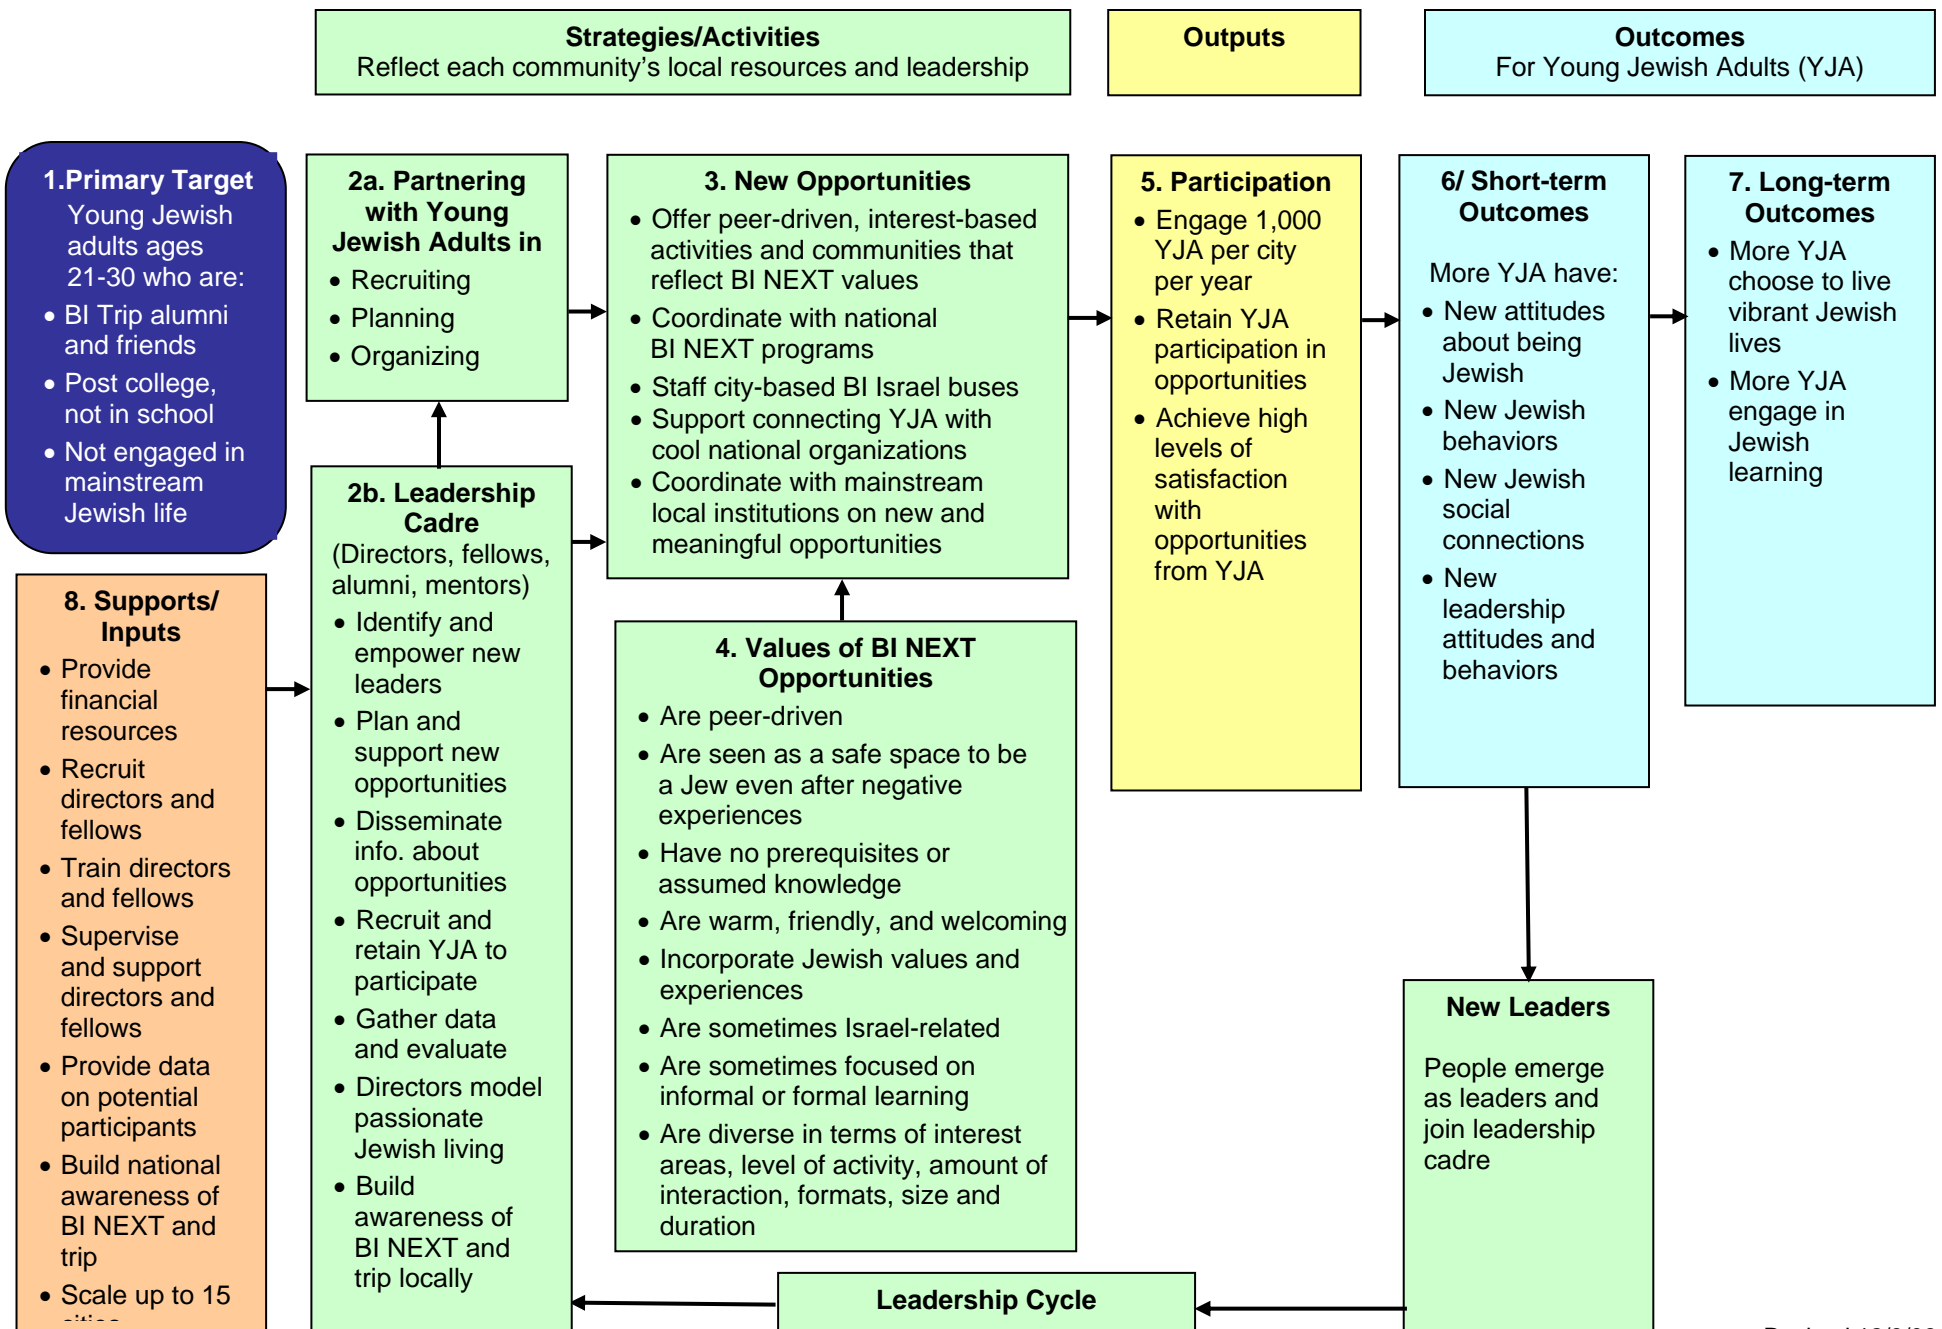 Strategies/Activities
Reflect each community’s local resources and leadership
Outputs
Outcomes
For Young Jewish Adults (YJA)
1.Primary Target
Young Jewish
adults ages
21-30 who are:
• BI Trip alumni
and friends
• Post college,
not in school
• Not engaged in
mainstream
Jewish life
8. Supports/
Inputs
• Provide
financial
resources
• Recruit
directors and
fellows
• Train directors
and fellows
• Supervise
and support
directors and
fellows
• Provide data
on potential
participants
• Build national
awareness of
BI NEXT and
trip
• Scale up to 15
2a. Partnering
with Young
Jewish Adults in
• Recruiting
• Planning
• Organizing
2b. Leadership
Cadre
(Directors, fellows,
alumni, mentors)
• Identify and
empower new
leaders
• Plan and
support new
opportunities
• Disseminate
info. about
opportunities
• Recruit and
retain YJA to
participate
• Gather data
and evaluate
• Directors model
passionate
Jewish living
• Build
awareness of
BI NEXT and
trip locally
3. New Opportunities
• Offer peer-driven, interest-based
activities and communities that
reflect BI NEXT values
• Coordinate with national
BI NEXT programs
• Staff city-based BI Israel buses
• Support connecting YJA with
cool national organizations
• Coordinate with mainstream
local institutions on new and
meaningful opportunities
4. Values of BI NEXT
Opportunities
• Are peer-driven
• Are seen as a safe space to be
a Jew even after negative
experiences
• Have no prerequisites or
assumed knowledge
• Are warm, friendly, and welcoming
• Incorporate Jewish values and
experiences
• Are sometimes Israel-related
• Are sometimes focused on
informal or formal learning
• Are diverse in terms of interest
areas, level of activity, amount of
interaction, formats, size and
duration
5. Participation
• Engage 1,000
YJA per city
per year
• Retain YJA
participation in
opportunities
• Achieve high
levels of
satisfaction
with
opportunities
from YJA
6/ Short-term
Outcomes
More YJA have:
• New attitudes
about being
Jewish
• New Jewish
behaviors
• New Jewish
social
connections
• New
leadership
attitudes and
behaviors
7. Long-term
Outcomes
• More YJA
choose to live
vibrant Jewish
lives
• More YJA
engage in
Jewish
learning
New Leaders
People emerge
as leaders and
join leadership
cadre
Leadership Cycle